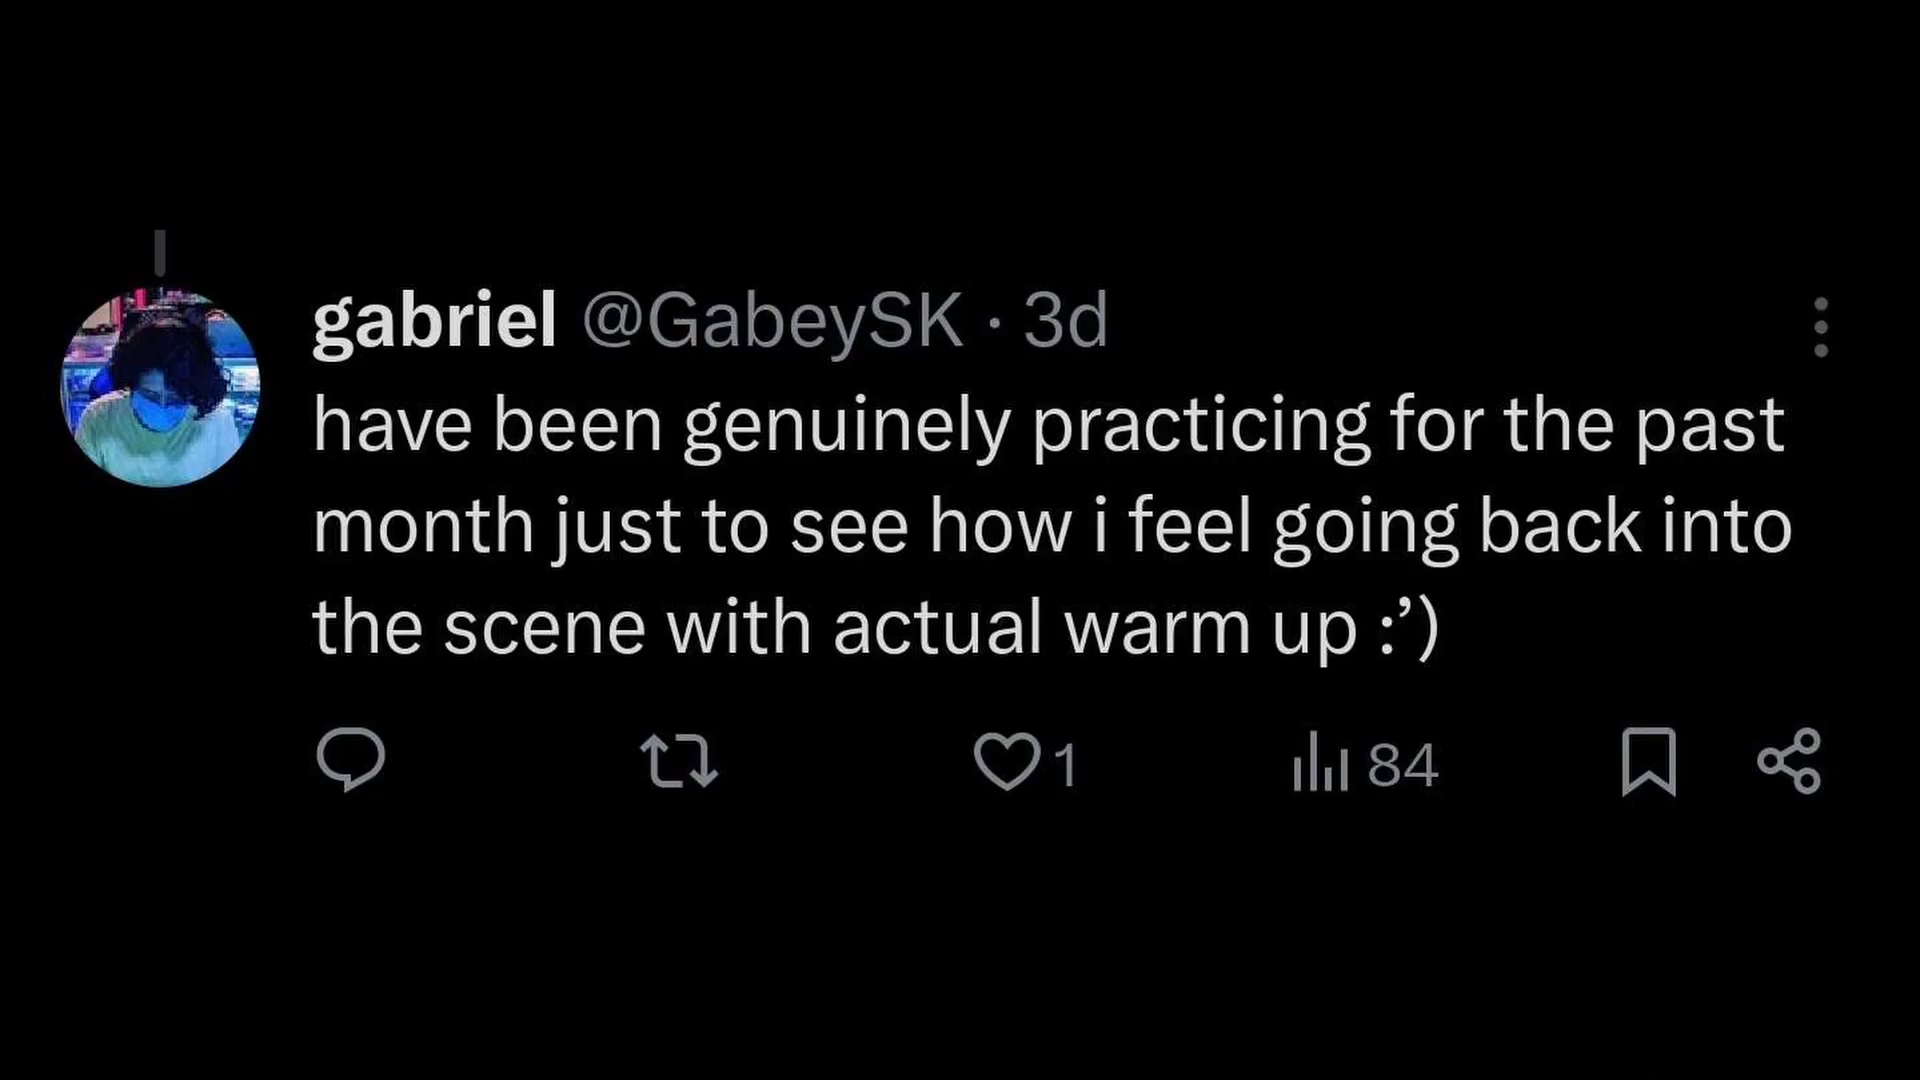 gabriel @GabeySK · 3d
have been genuinely practicing for the past
month just to see how i feel going back into
the scene with actual warm up :’)
1 84